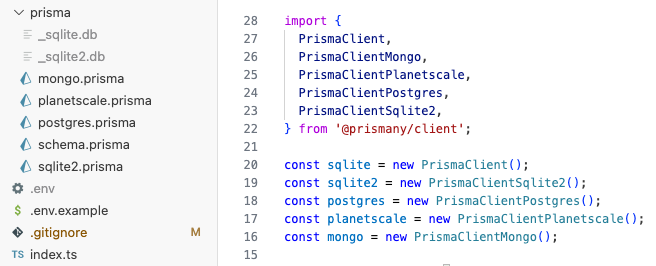 prisma
_sqlite.db
_sqlite2.db
mongo.prisma
planetscale.prisma
postgres.prisma
schema.prisma
sqlite2.prisma
.env
$ .env.example
.gitignore M
TS index.ts
28 import {
27 PrismaClient,
26 PrismaClientMongo,
25 PrismaClientPlanetscale,
24 PrismaClientPostgres,
23 PrismaClientSqlite2,
22 } from '@prismany/client';
21
20 const sqlite = new PrismaClient();
19 const sqlite2 = new PrismaClientSqlite2();
18 const postgres = new PrismaClientPostgres();
17 const planetscale = new PrismaClientPlanetscale();
16 const mongo = new PrismaClientMongo();
15